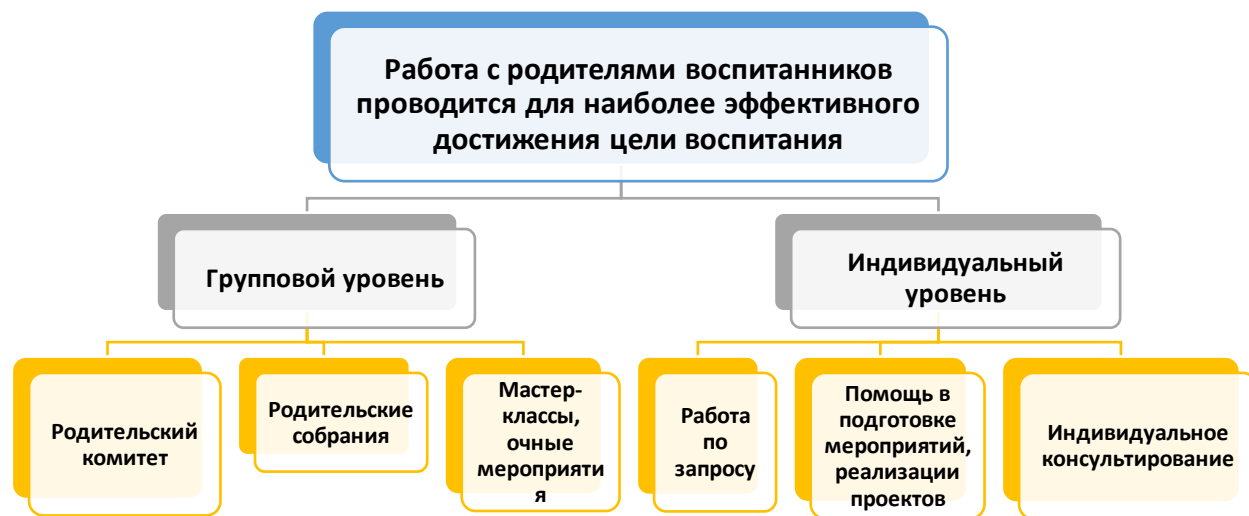 Работа с родителями воспитанников
проводится для наиболее эффективного
достижения цели воспитания
Групповой уровень
Индивидуальный
уровень
Родительский
комитет
Родительские
собрания
Мастер-
классы,
очные
мероприяти
я
Работа
по
запросу
Помощь в
подготовке
мероприятий,
реализации
проектов
Индивидуальное
консультирование